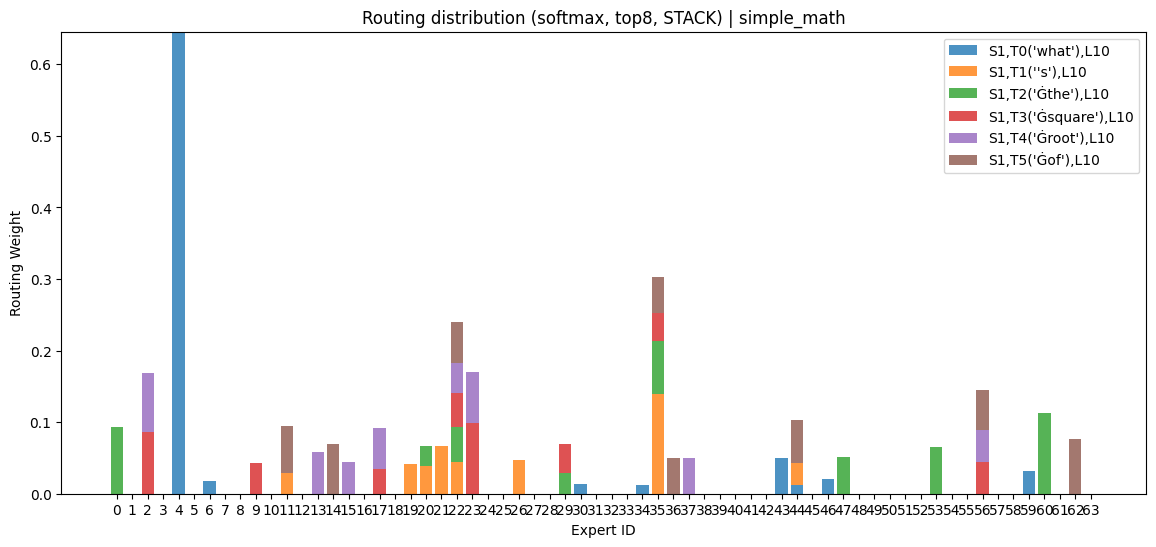 Routing distribution (softmax, top8, STACK) | simple_math
S1,T0('what'),L10
S1,T1(''s'),L10
S1,T2('Ġthe'),L10
S1,T3('Ġsquare'),L10
S1,T4('Ġroot'),L10
S1,T5('Ġof'),L10
Routing Weight
0.6
0.5
0.4
0.3
0.2
0.1
0.0
0 1 2 3 4 5 6 7 8 9 10 11 12 13 14 15 16 17 18 19 20 21 22 23 24 25 26 27 28 29 30 31 32 33 34 35 36 37 38 39 40 41 42 43 44 45 46 47 48 49 50 51 52 53 54 55 56 57 58 59 60 61 62 63
Expert ID